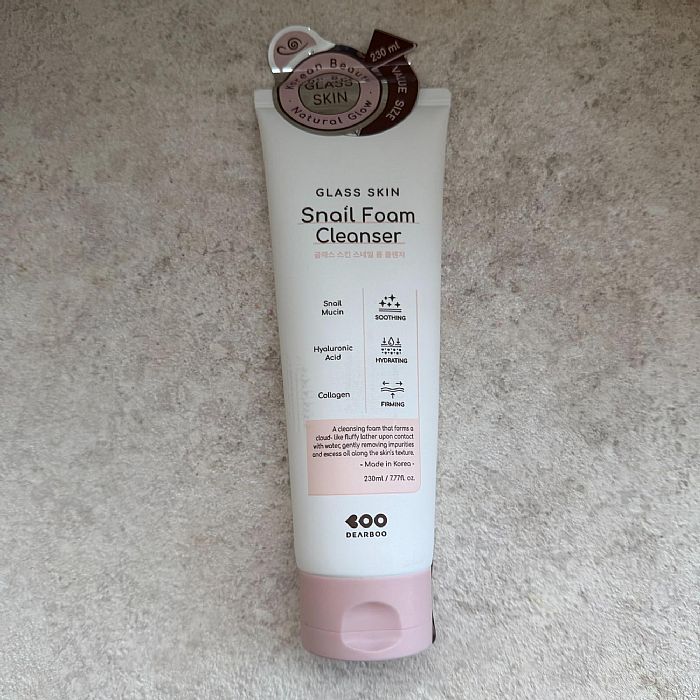 230 ml
VALUE SIZE
Korean Beauty
GLASS
SKIN
Natural Glow
GLASS SKIN
Snail Foam
Cleanser
글래스 스킨 스네일 폼 클렌저
Snail
Mucin
SOOTHING
Hyaluronic
Acid
HYDRATING
Collagen
FIRMING
A cleansing foam that forms a
cloud- like fluffy lather upon contact
with water, gently removing impurities
and excess oil along the skin's texture.
- Made in Korea -
230ml / 7.77fl. oz.
BOO
DEARBOO